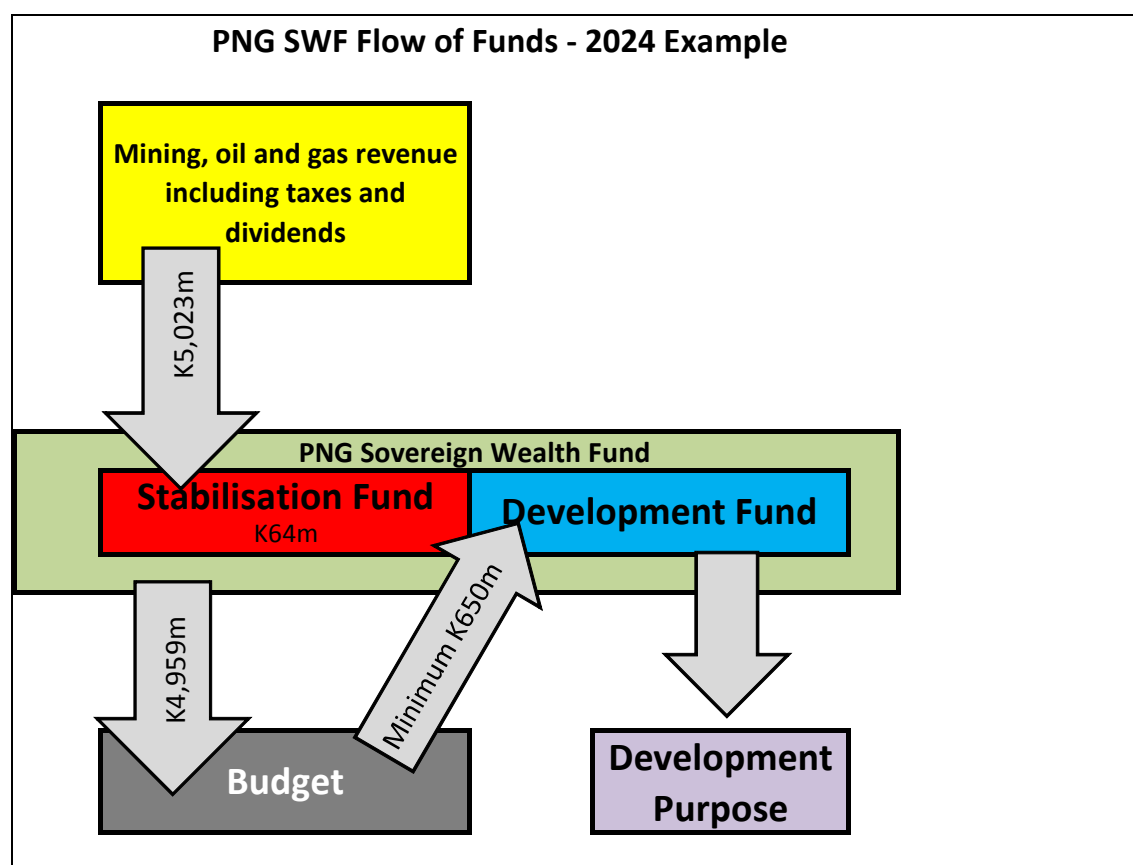 PNG SWF Flow of Funds - 2024 Example
Mining, oil and gas revenue
including taxes and
dividends
K5,023m
PNG Sovereign Wealth Fund
Stabilisation Fund
K64m
Development Fund
K4,959m
Minimum K650m
Budget
Development
Purpose